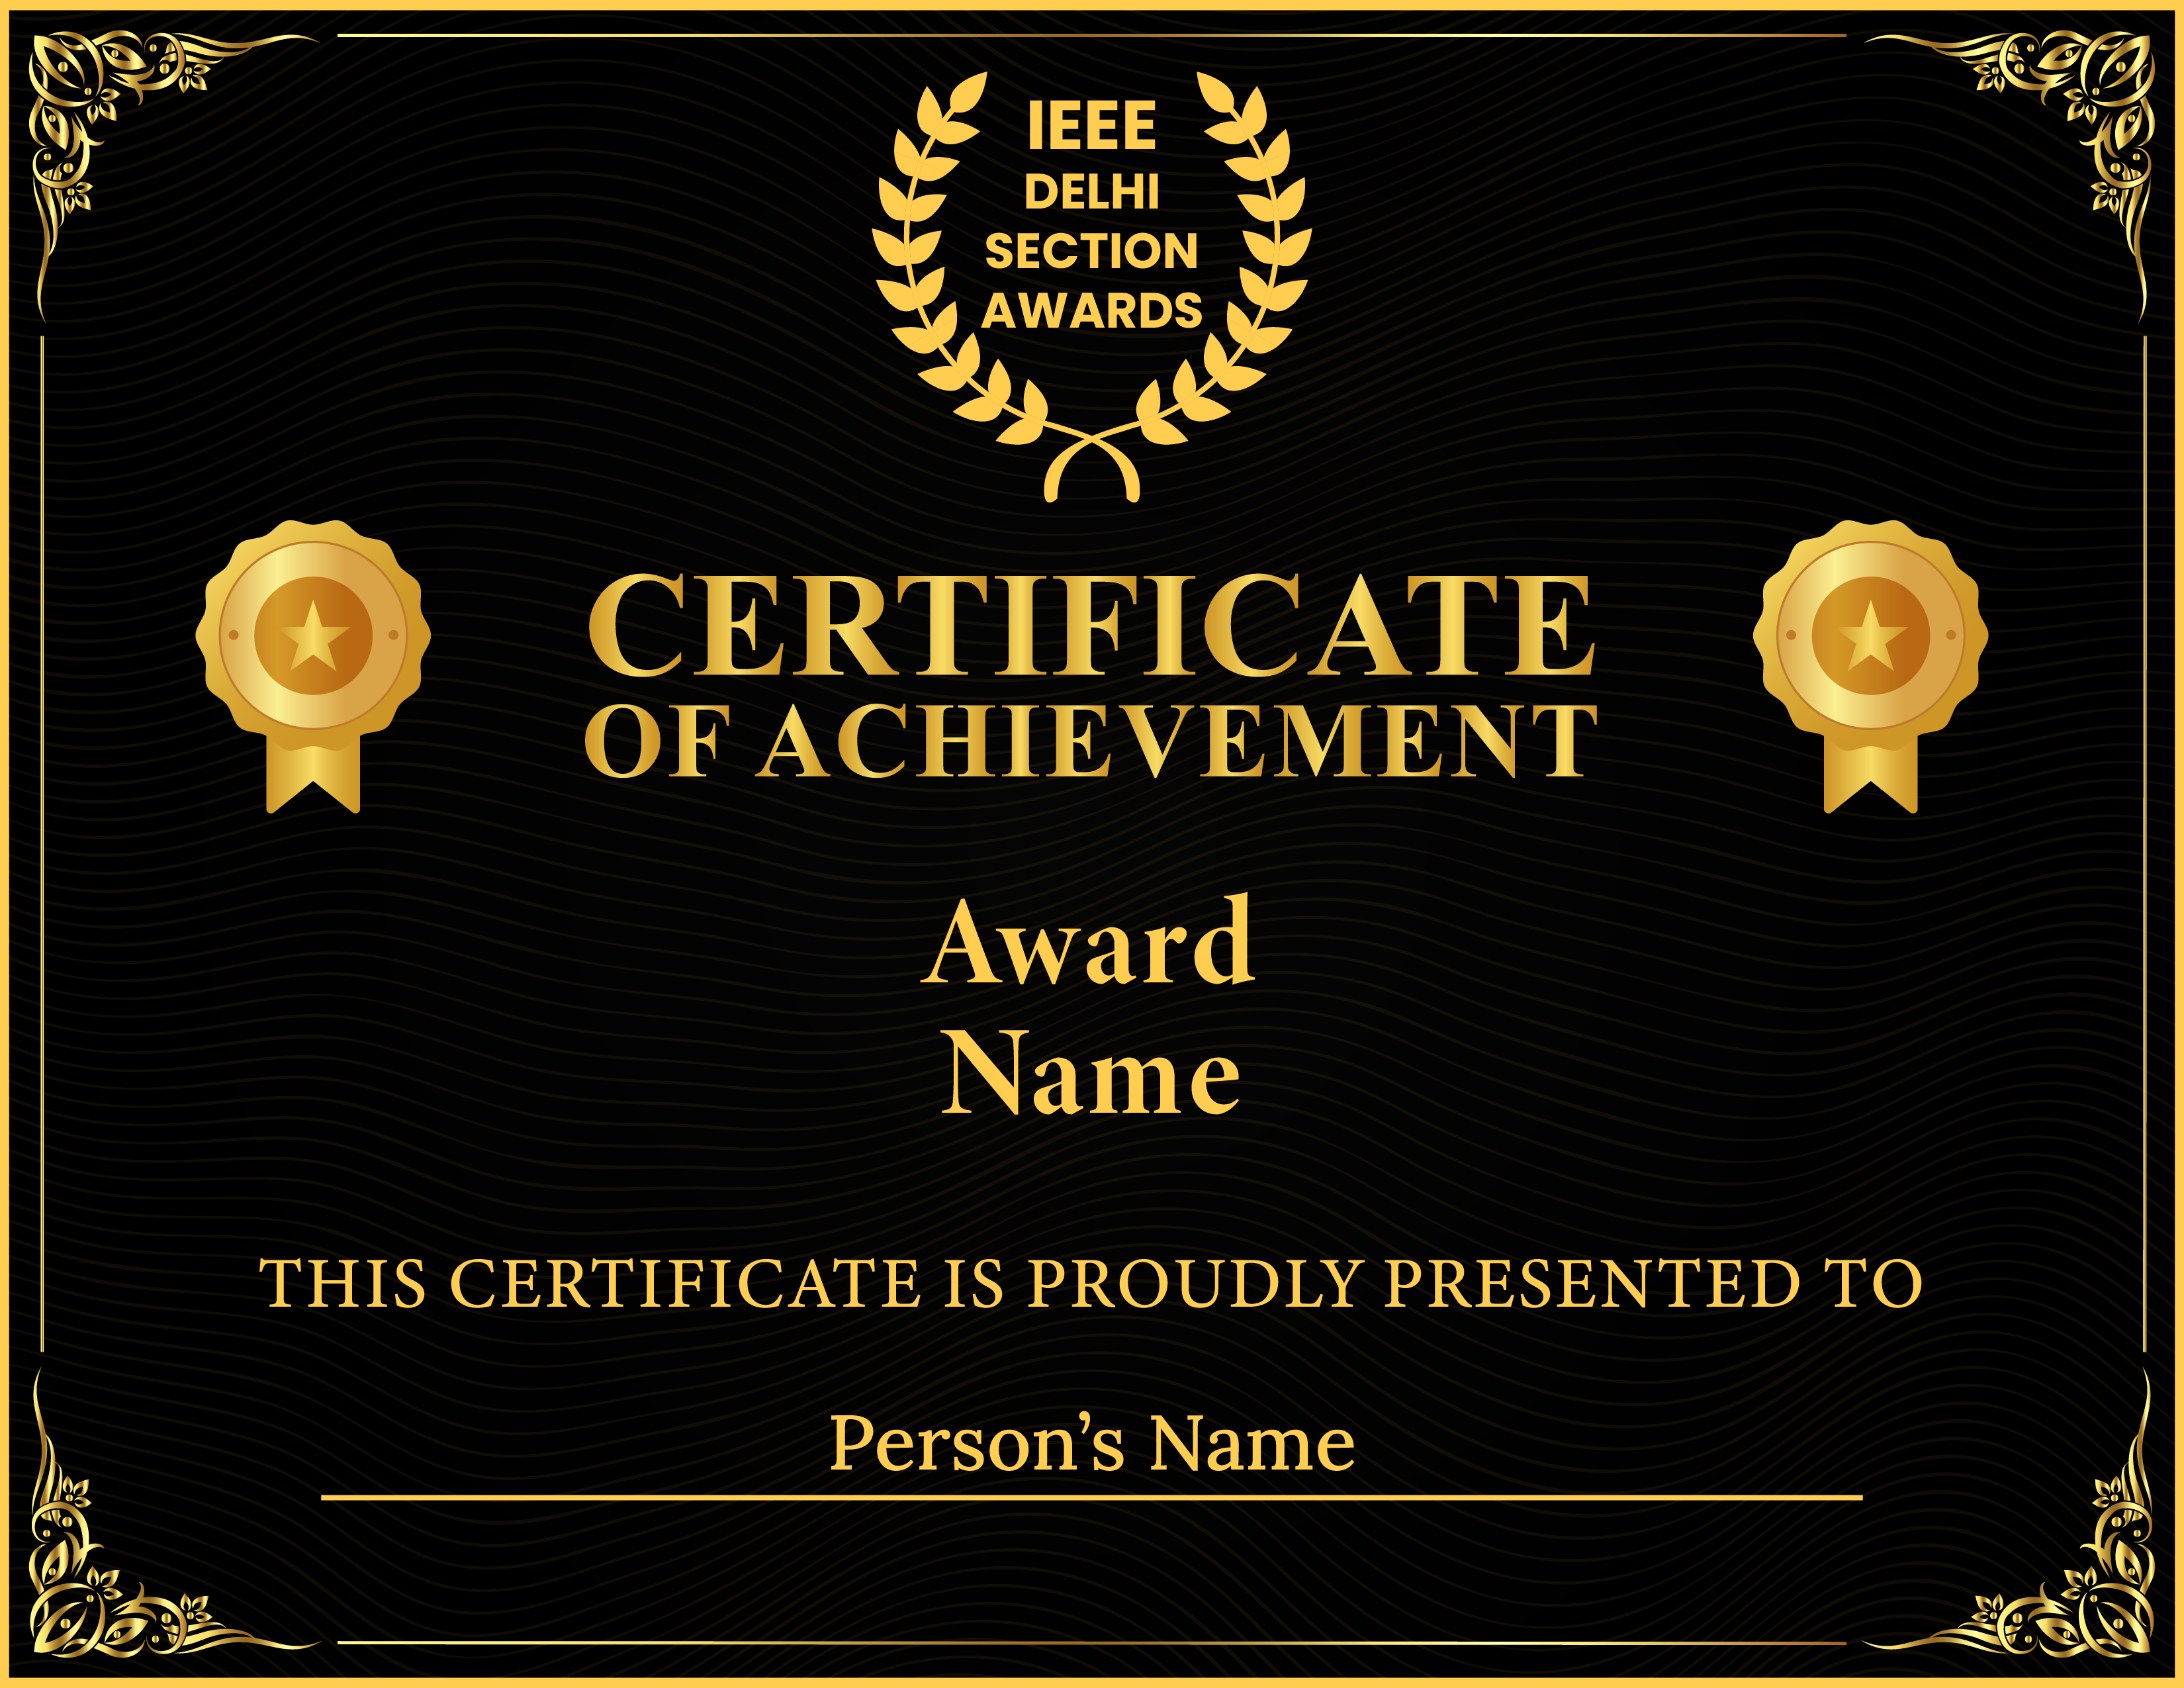 IEEE
DELHI
SECTION
AWARDS
CERTIFICATE
OF ACHIEVEMENT
Award
Name
THIS CERTIFICATE IS PROUDLY PRESENTED TO
Person’s Name